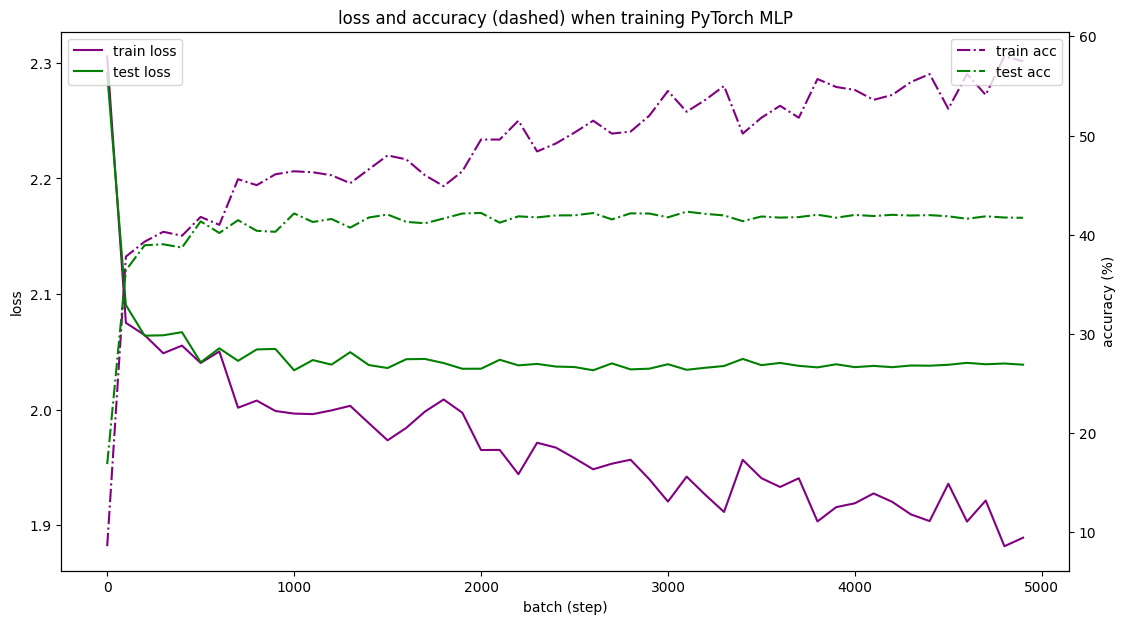 loss and accuracy (dashed) when training PyTorch MLP
train loss
test loss
train acc
test acc
2.3
2.2
2.1
2.0
1.9
loss
60
50
40
30
20
10
accuracy (%)
0 1000 2000 3000 4000 5000
batch (step)